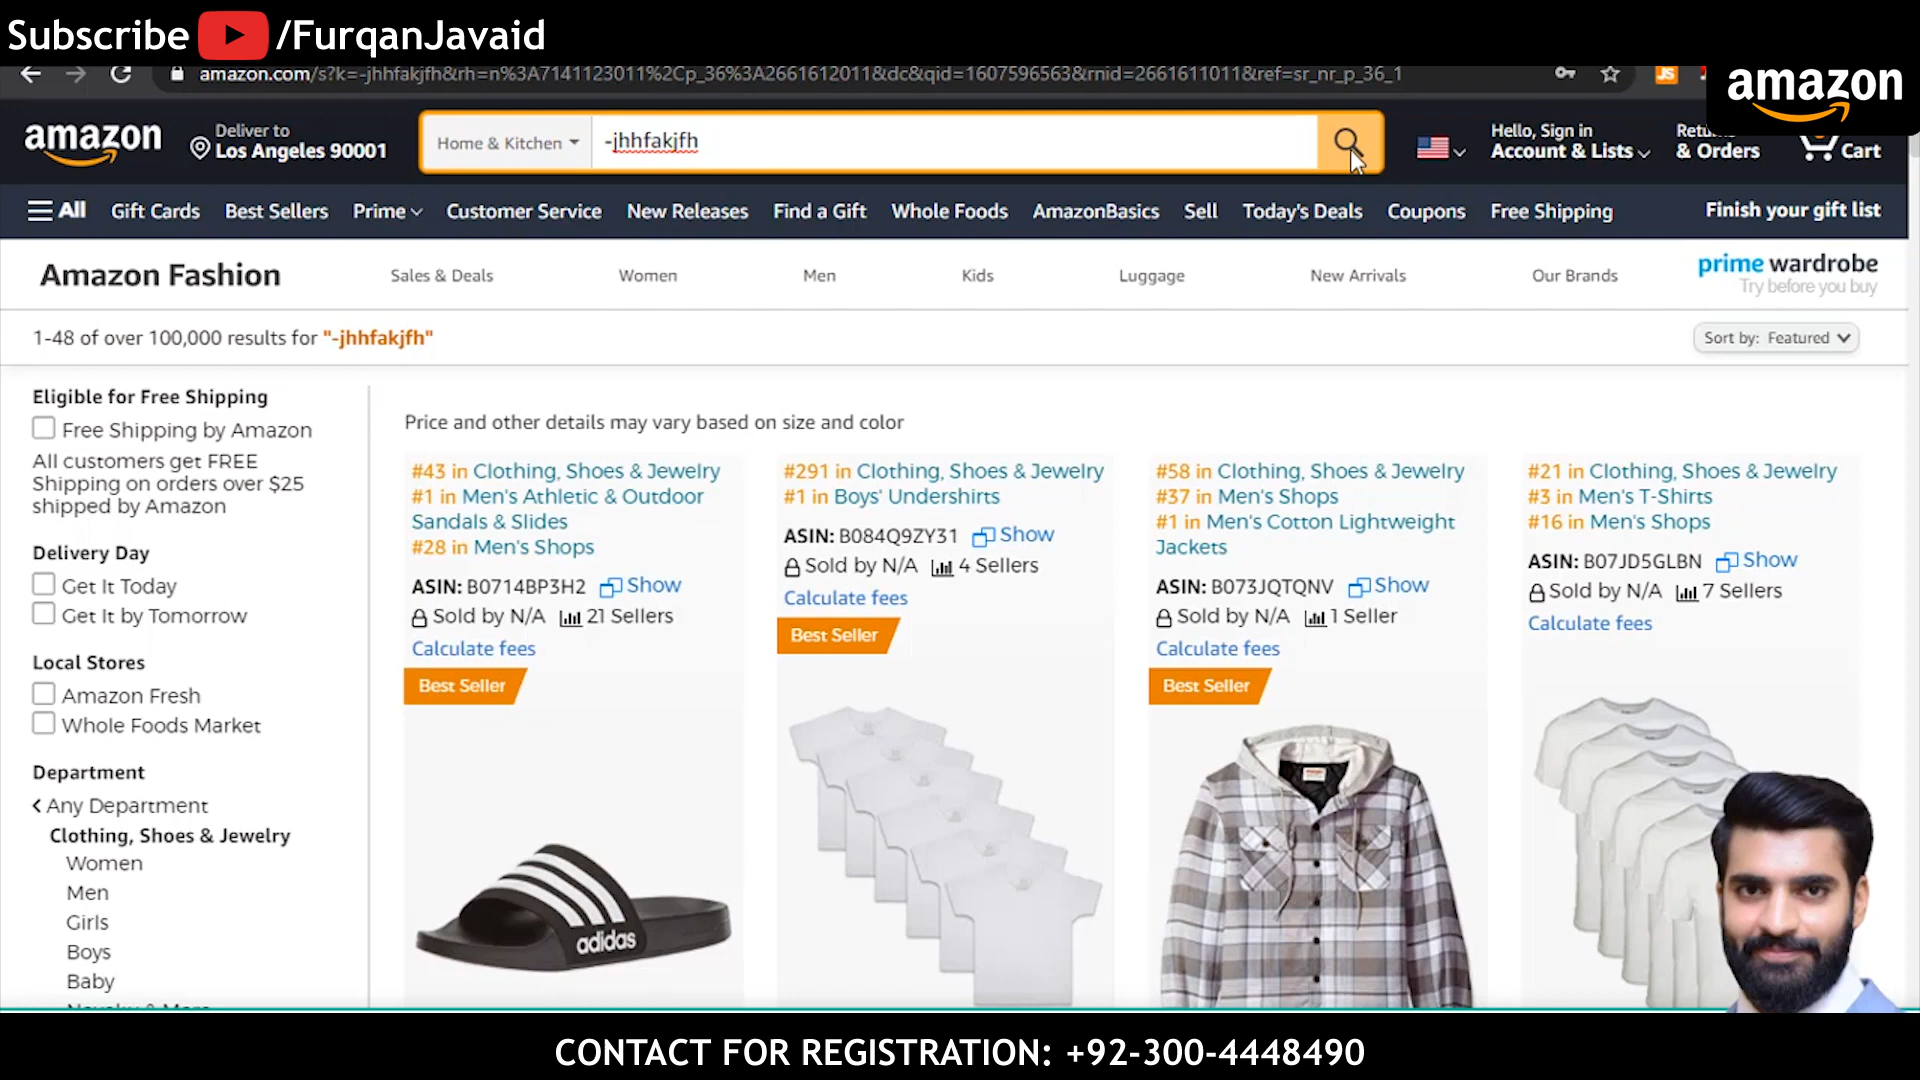 Subscribe /FurqanJavaid
amazon.com/s?k=-jhhfakjfh&rh=n%3A7141123011%2Cp_36%3A2661612011&dc&qid=1607596563&rnid=2661611011&ref=sr_nr_p_36_1
JS
amazon
amazon
Deliver to
Los Angeles 90001
Home & Kitchen
-jhhfakjfh
Hello, Sign in
Account & Lists
& Orders
Cart
All
Gift Cards
Best Sellers
Prime
Customer Service
New Releases
Find a Gift
Whole Foods
AmazonBasics
Sell
Today's Deals
Coupons
Free Shipping
Finish your gift list
Amazon Fashion
Sales & Deals
Women
Men
Kids
Luggage
New Arrivals
Our Brands
prime wardrobe
Try before you buy
1-48 of over 100,000 results for "-jhhfakjfh"
Sort by: Featured
Eligible for Free Shipping
Free Shipping by Amazon
All customers get FREE
Shipping on orders over $25
shipped by Amazon
Delivery Day
Get It Today
Get It by Tomorrow
Local Stores
Amazon Fresh
Whole Foods Market
Department
Any Department
Clothing, Shoes & Jewelry
Women
Men
Girls
Boys
Baby
Price and other details may vary based on size and color
#43 in Clothing, Shoes & Jewelry
#1 in Men's Athletic & Outdoor
Sandals & Slides
#28 in Men's Shops
ASIN: B0714BP3H2 Show
Sold by N/A 21 Sellers
Calculate fees
Best Seller
adidas
#291 in Clothing, Shoes & Jewelry
#1 in Boys' Undershirts
ASIN: B084Q9ZY31 Show
Sold by N/A 4 Sellers
Calculate fees
Best Seller
#58 in Clothing, Shoes & Jewelry
#37 in Men's Shops
#1 in Men's Cotton Lightweight
Jackets
ASIN: B073JQTQNV Show
Sold by N/A 1 Seller
Calculate fees
Best Seller
#21 in Clothing, Shoes & Jewelry
#3 in Men's T-Shirts
#16 in Men's Shops
ASIN: B07JD5GLBN Show
Sold by N/A 7 Sellers
Calculate fees
CONTACT FOR REGISTRATION: +92-300-4448490